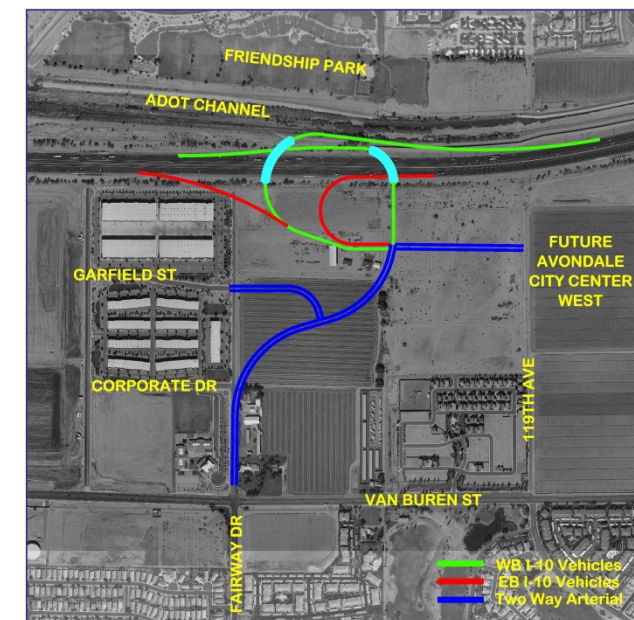 FRIENDSHIP PARK
ADOT CHANNEL
GARFIELD ST
FUTURE
AVONDALE
CITY CENTER
WEST
CORPORATE DR
119TH AVE
VAN BUREN ST
FAIRWAY DR
WB I-10 Vehicles
EB I-10 Vehicles
Two Way Arterial